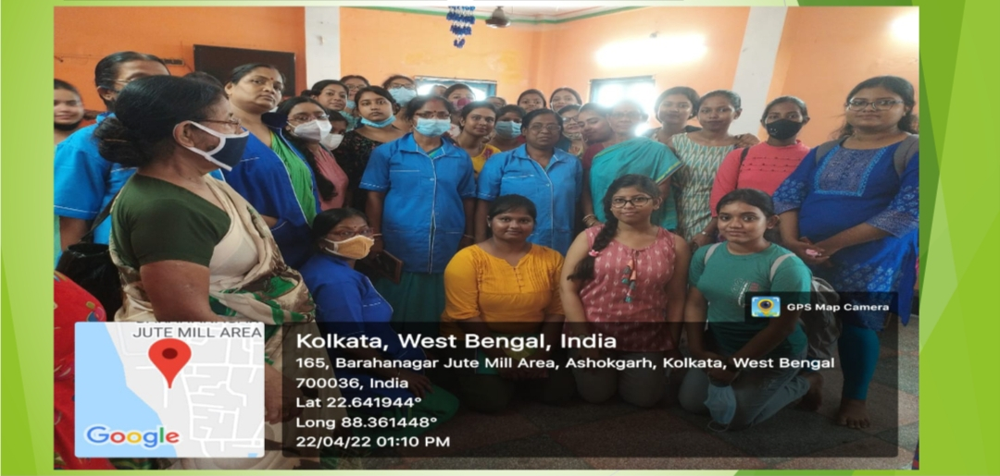 GPS Map Camera
JUTE MILL AREA
Google
Kolkata, West Bengal, India
165, Barahanagar Jute Mill Area, Ashokgarh, Kolkata, West Bengal
700036, India
Lat 22.641944°
Long 88.361448°
22/04/22 01:10 PM